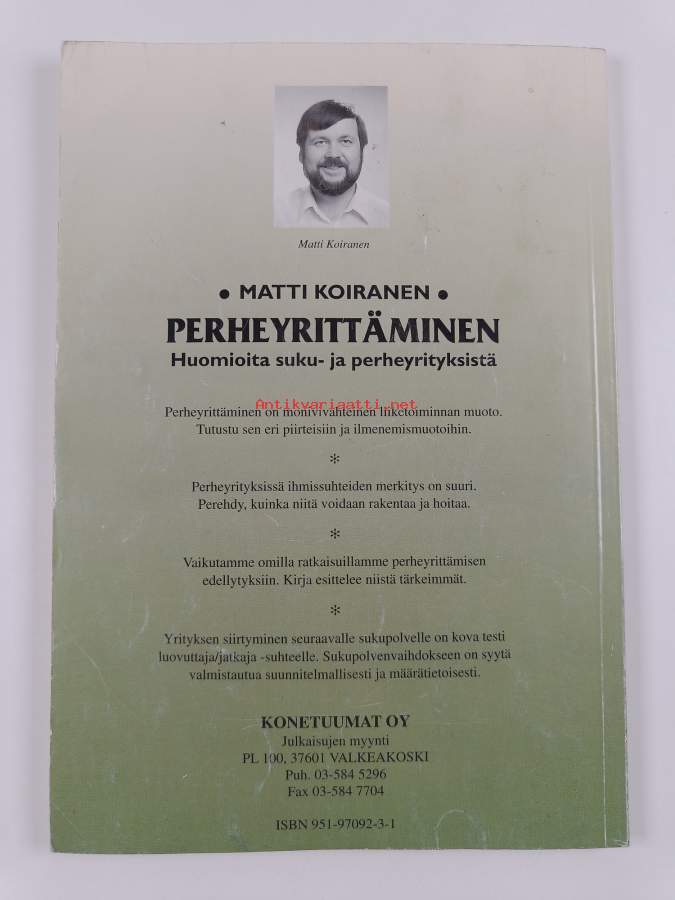 Matti Koiranen
• MATTI KOIRANEN •
PERHEYRITTÄMINEN
Huomioita suku- ja perheyrityksistä
Antikvariaatti.net
Perheyrittäminen on monivivahteinen liiketoiminnan muoto.
Tutustu sen eri piirteisiin ja ilmenemismuotoihin.
*
Perheyrityksissä ihmissuhteiden merkitys on suuri.
Perehdy, kuinka niitä voidaan rakentaa ja hoitaa.
*
Vaikutamme omilla ratkaisuillamme perheyrittämisen
edellytyksiin. Kirja esittelee niistä tärkeimmät.
*
Yrityksen siirtyminen seuraavalle sukupolvelle on kova testi
luovuttaja/jatkaja -suhteelle. Sukupolvenvaihdokseen on syytä
valmistautua suunnitelmallisesti ja määrätietoisesti.
KONETUUMAT OY
Julkaisujen myynti
PL 100, 37601 VALKEAKOSKI
Puh. 03-584 5296
Fax 03-584 7704
ISBN 951-97092-3-1